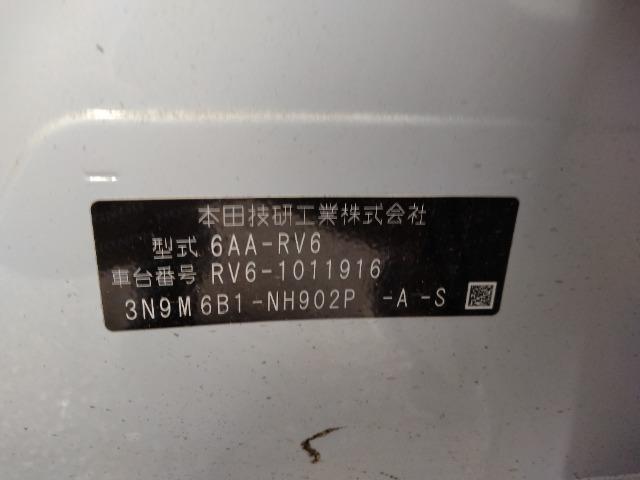 本田技研工業株式会社
型式 6AA-RV6
車台番号 RV6-1011916
3N9M6B1-NH902P -A-S